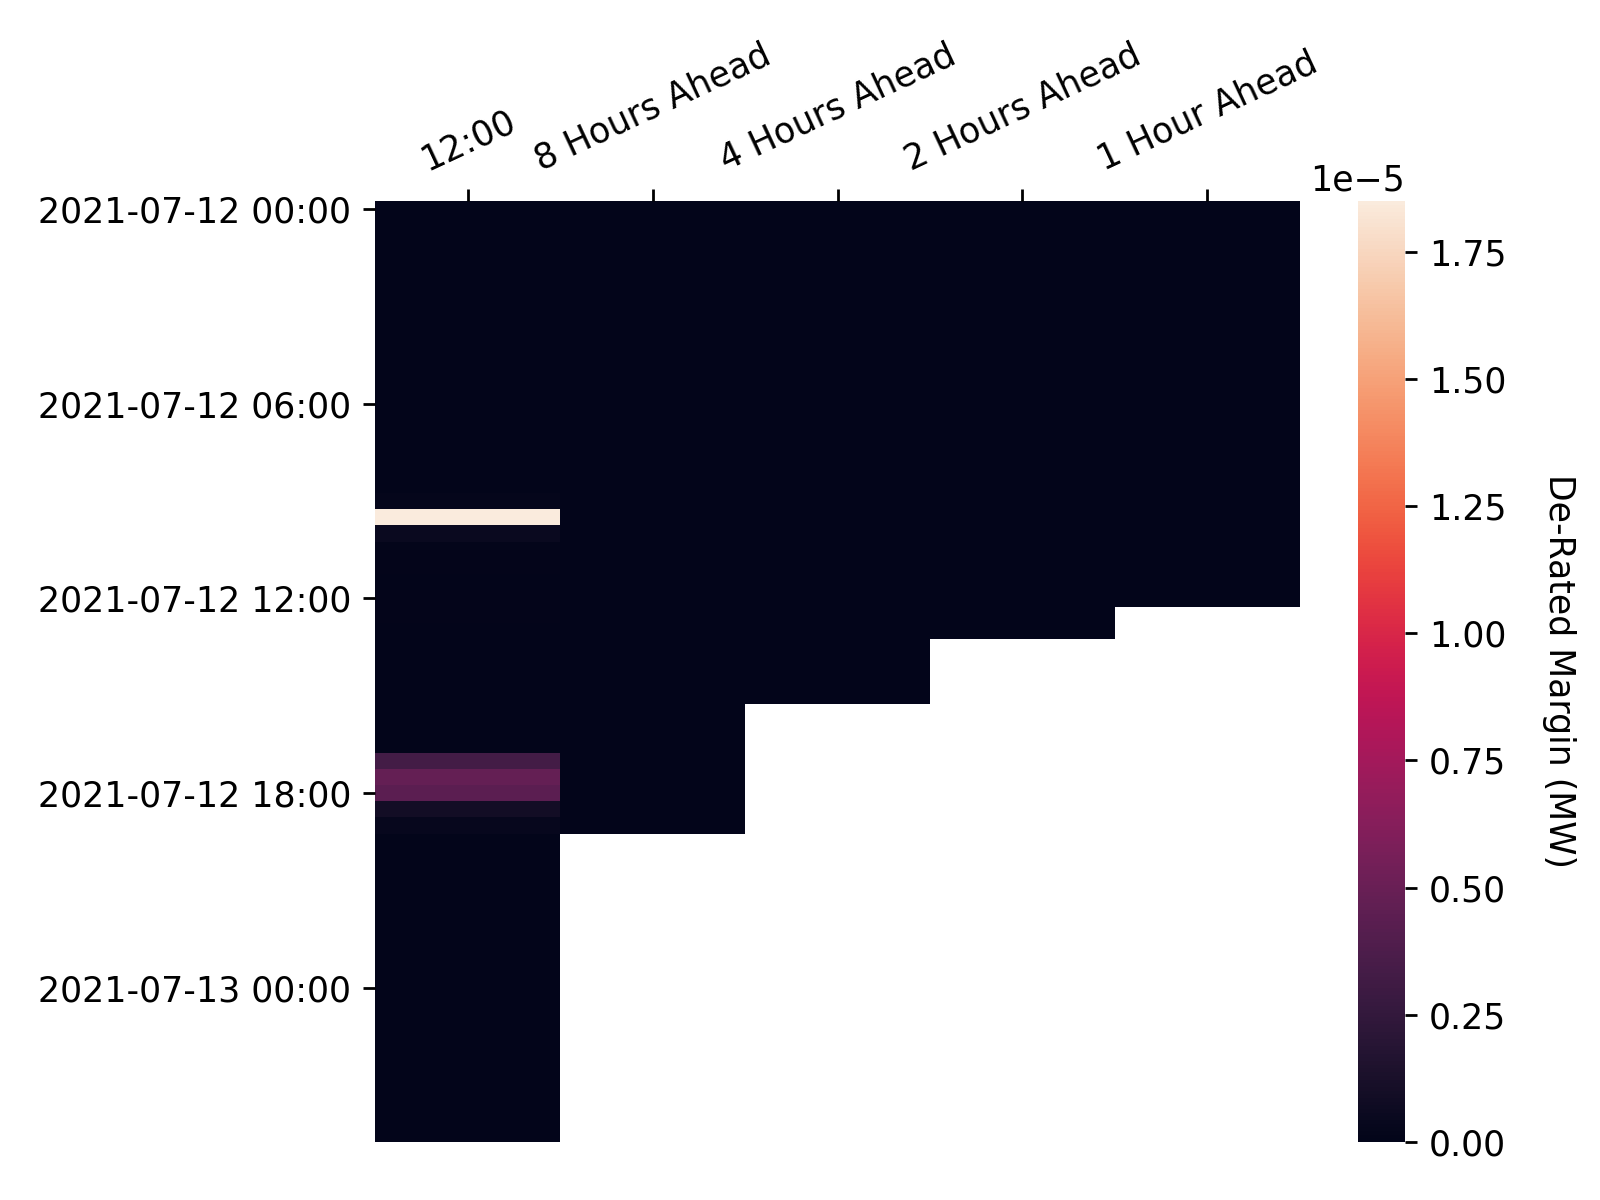 12:00
8 Hours Ahead
4 Hours Ahead
2 Hours Ahead
1 Hour Ahead
1e−5
2021-07-12 00:00
2021-07-12 06:00
2021-07-12 12:00
2021-07-12 18:00
2021-07-13 00:00
1.75
1.50
1.25
1.00
0.75
0.50
0.25
0.00
De-Rated Margin (MW)